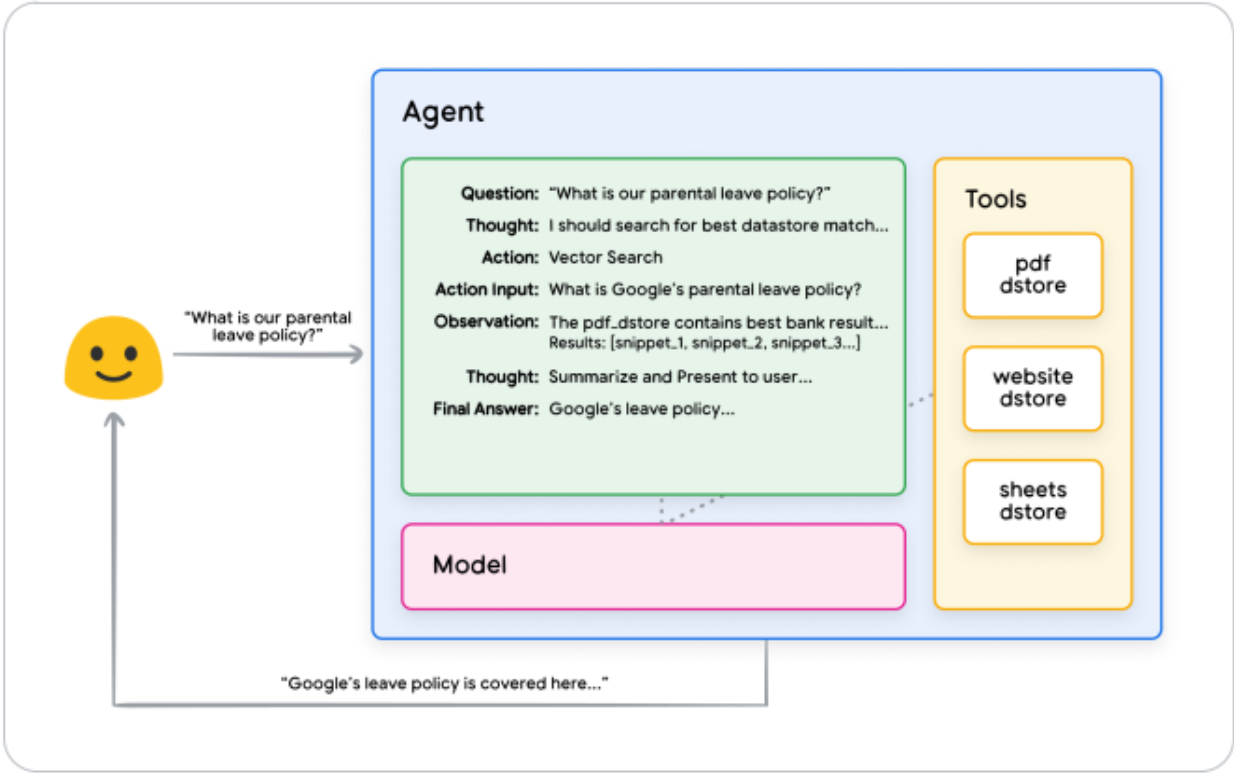 Agent
Question: “What is our parental leave policy?”
Thought: I should search for best datastore match...
Action: Vector Search
Action Input: What is Google's parental leave policy?
Observation: The pdf_dstore contains best bank result...
Results: [snippet_1, snippet_2, snippet_3...]
Thought: Summarize and Present to user...
Final Answer: Google's leave policy...
Tools
pdf
dstore
website
dstore
sheets
dstore
“What is our parental
leave policy?”
Model
“Google's leave policy is covered here...”